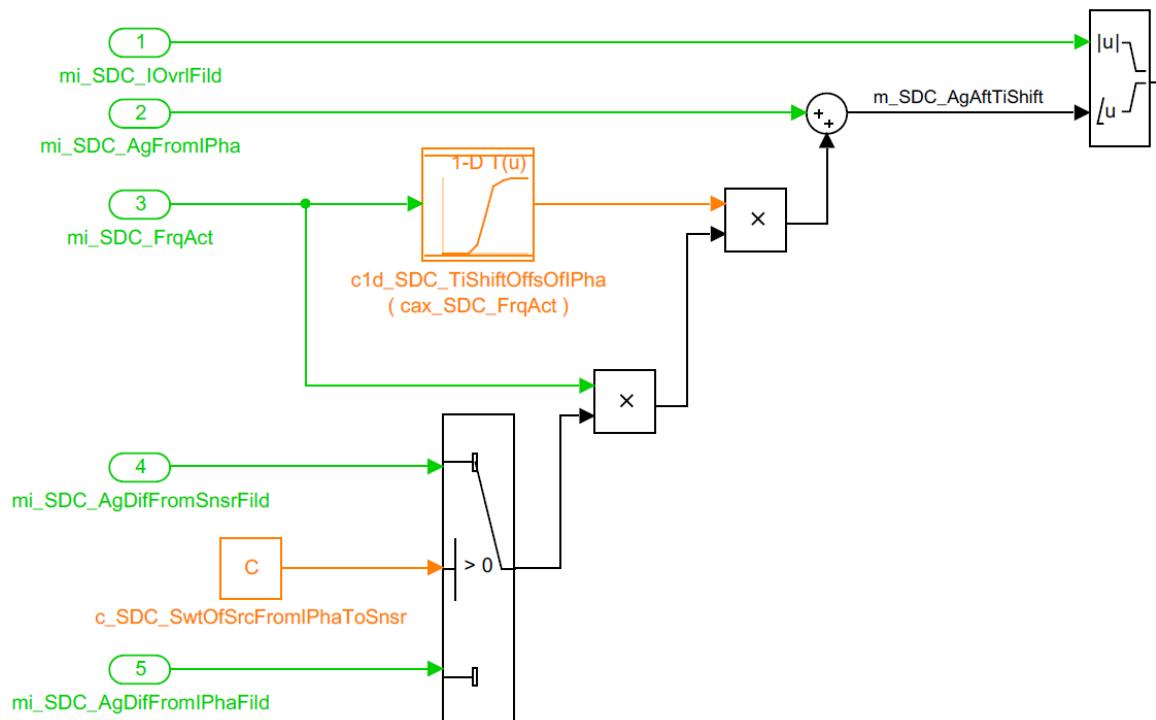 1
mi_SDC_IOvrlFild
|u|
2
mi_SDC_AgFromIPha
+
+
m_SDC_AgAftTiShift
∠u
1-D T(u)
3
mi_SDC_FrqAct
×
c1d_SDC_TiShiftOffsOfIPha
( cax_SDC_FrqAct )
×
4
mi_SDC_AgDifFromSnsrFild
C
> 0
c_SDC_SwtOfSrcFromIPhaToSnsr
5
mi_SDC_AgDifFromIPhaFild